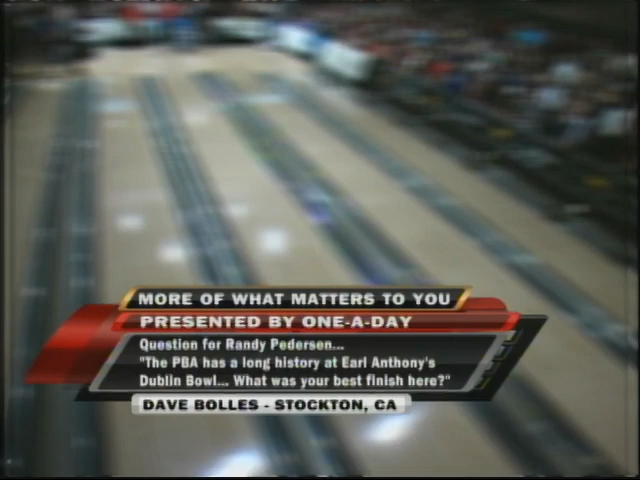 MORE OF WHAT MATTERS TO YOU
PRESENTED BY ONE-A-DAY
Question for Randy Pedersen...
"The PBA has a long history at Earl Anthony's
Dublin Bowl... What was your best finish here?"
DAVE BOLLES - STOCKTON, CA